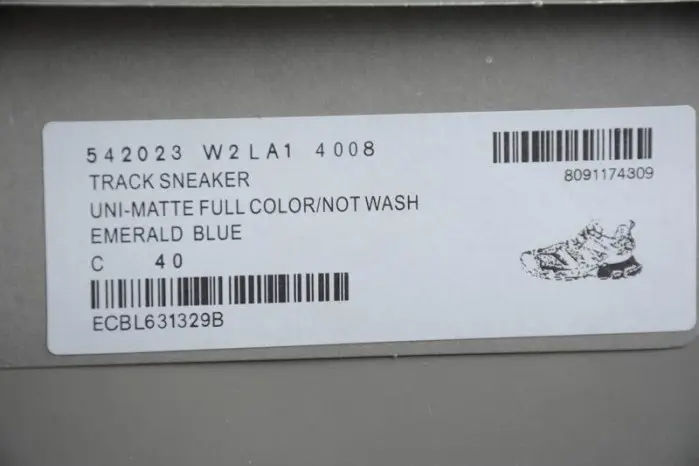 542023 W2LA1 4008
8091174309
TRACK SNEAKER
UNI-MATTE FULL COLOR/NOT WASH
EMERALD BLUE
C 40
ECBL631329B